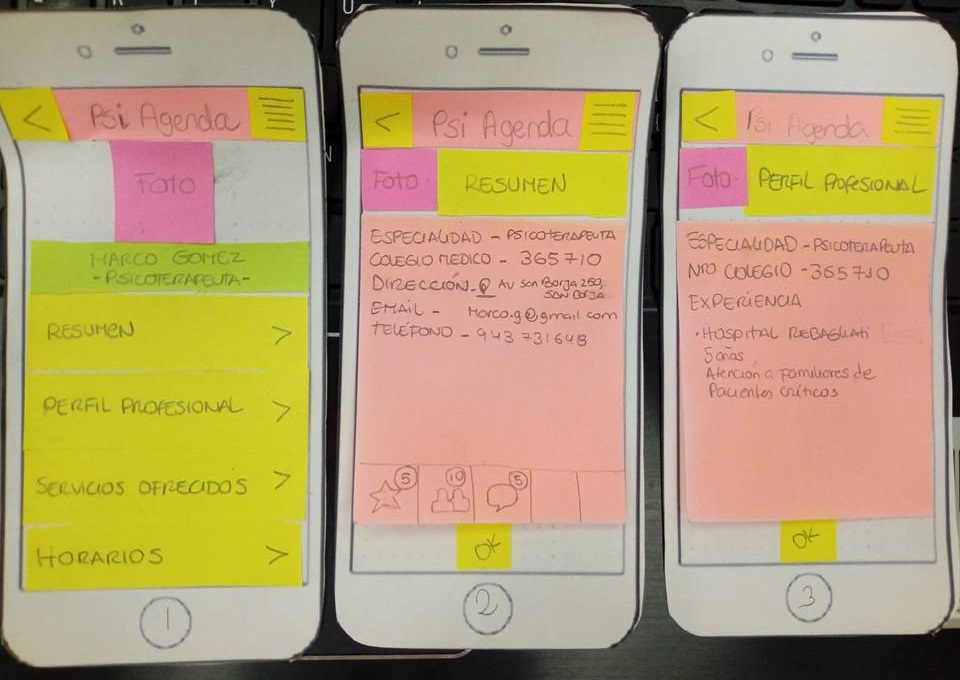 <
Psi Agenda
FOTO
MARCO GOMEZ
-PSICOTERAPEUTA-
RESUMEN >
PERFIL PROFESIONAL >
SERVICIOS OFRECIDOS >
HORARIOS >
1
<
Psi Agenda
FOTO
RESUMEN
ESPECIALIDAD - PSICOTERAPEUTA
COLEGIO MEDICO - 365710
DIRECCIÓN - Av San Borja 250,
SAN BORJA
EMAIL - Marco.g@gmail com
TELÉFONO - 943 731648
5
10
5
OK
2
<
Psi Agenda
FOTO
PERFIL PROFESIONAL
ESPECIALIDAD - PSICOTERAPEUTA
NRO COLEGIO - 365710
EXPERIENCIA
• HOSPITAL REBAGLIATI
5 años
Atención a Familiares de
Pacientes críticos
OK
3